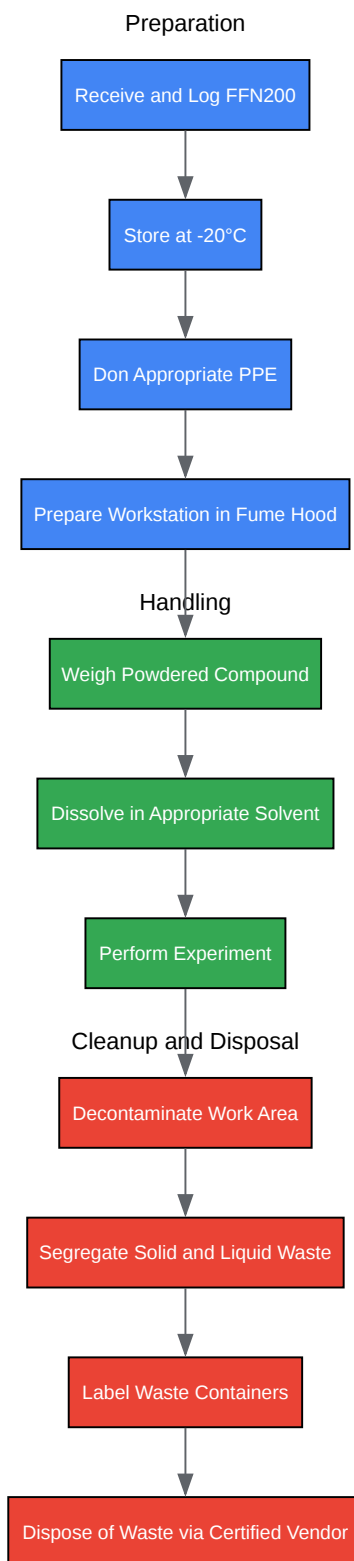 Preparation
Receive and Log FFN200
Store at -20°C
Don Appropriate PPE
Prepare Workstation in Fume Hood
Handling
Weigh Powdered Compound
Dissolve in Appropriate Solvent
Perform Experiment
Cleanup and Disposal
Decontaminate Work Area
Segregate Solid and Liquid Waste
Label Waste Containers
Dispose of Waste via Certified Vendor